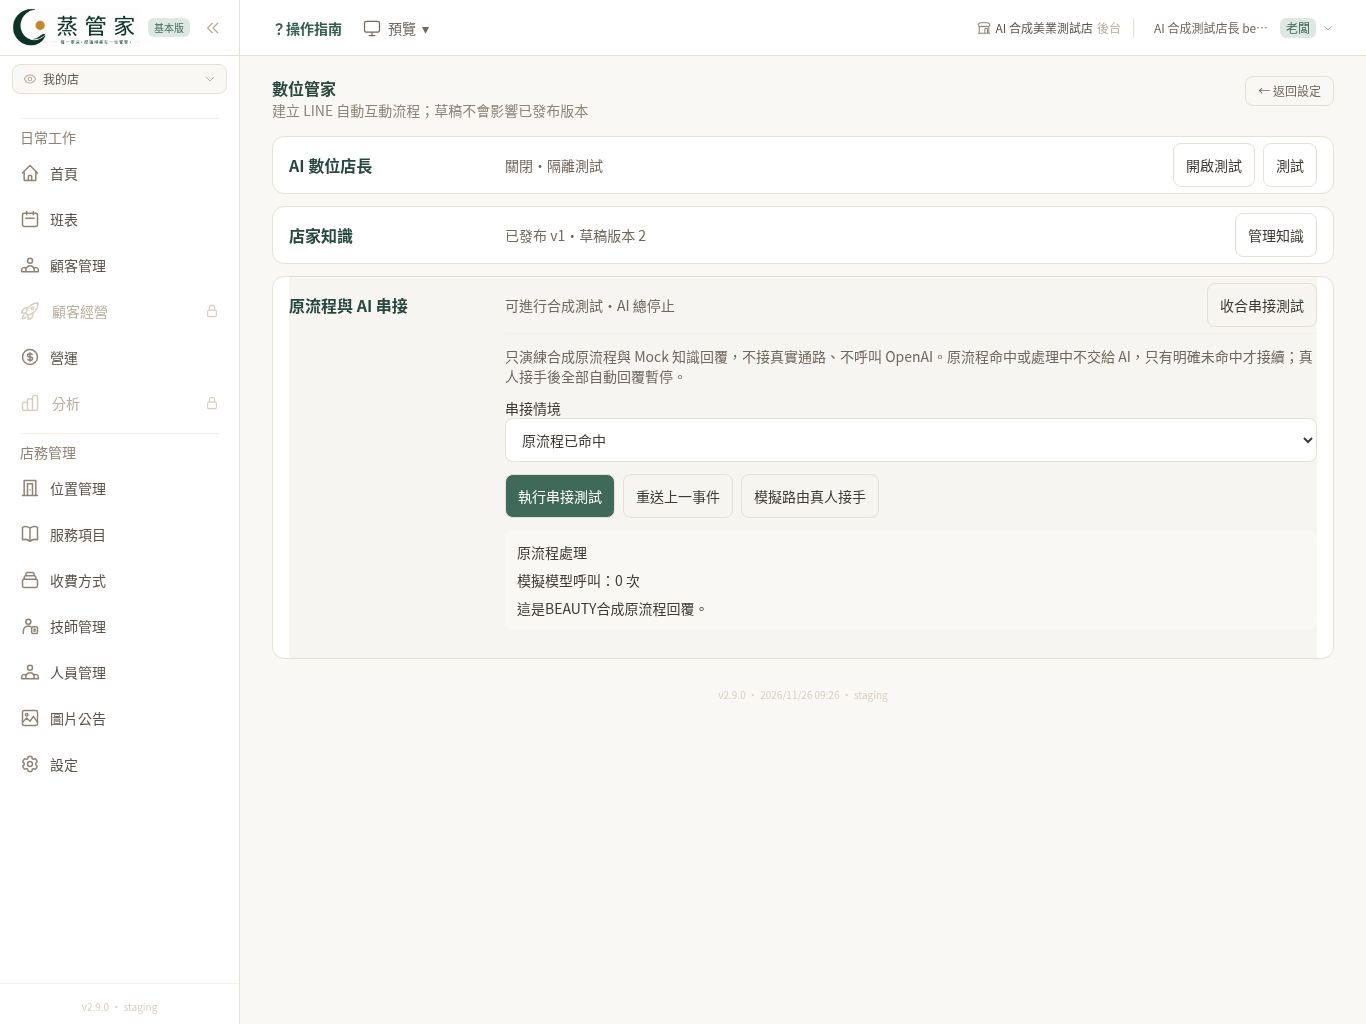 蒸管家
基本版
我的店
日常工作
首頁
班表
顧客管理
顧客經營
營運
分析
店務管理
位置管理
服務項目
收費方式
技師管理
人員管理
圖片公告
設定
v2.9.0 · staging
?操作指南
預覽 ▾
AI 合成美業測試店 後台
AI 合成測試店長 be…
老闆
數位管家
建立 LINE 自動互動流程；草稿不會影響已發布版本
← 返回設定
AI 數位店長
關閉・隔離測試
開啟測試
測試
店家知識
已發布 v1・草稿版本 2
管理知識
原流程與 AI 串接
可進行合成測試・AI 總停止
收合串接測試
只演練合成原流程與 Mock 知識回覆，不接真實通路、不呼叫 OpenAI。原流程命中或處理中不交給 AI，只有明確未命中才接續；真
人接手後全部自動回覆暫停。
串接情境
原流程已命中
執行串接測試
重送上一事件
模擬路由真人接手
原流程處理
模擬模型呼叫：0 次
這是BEAUTY合成原流程回覆。
v2.9.0 · 2026/11/26 09:26 · staging